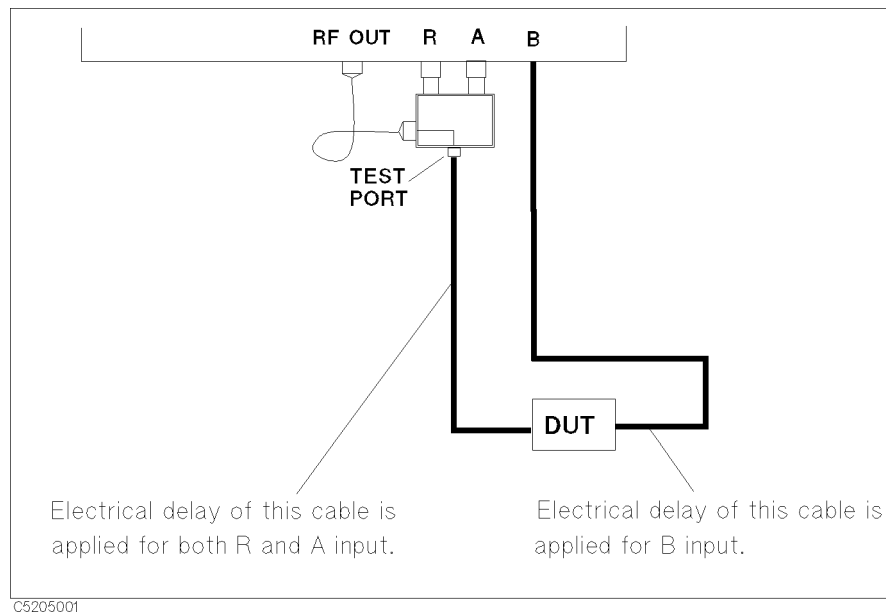 RF OUT R A B
TEST
PORT
DUT
Electrical delay of this cable is
applied for both R and A input.
Electrical delay of this cable is
applied for B input.
C5205001